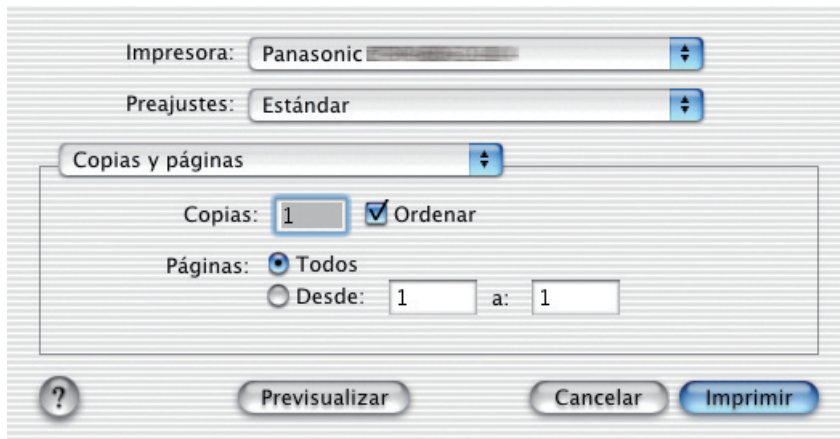 Impresora: Panasonic
Preajustes: Estándar
Copias y páginas
Copias: 1 Ordenar
Páginas: Todos
Desde: 1 a: 1
? Previsualizar Cancelar Imprimir